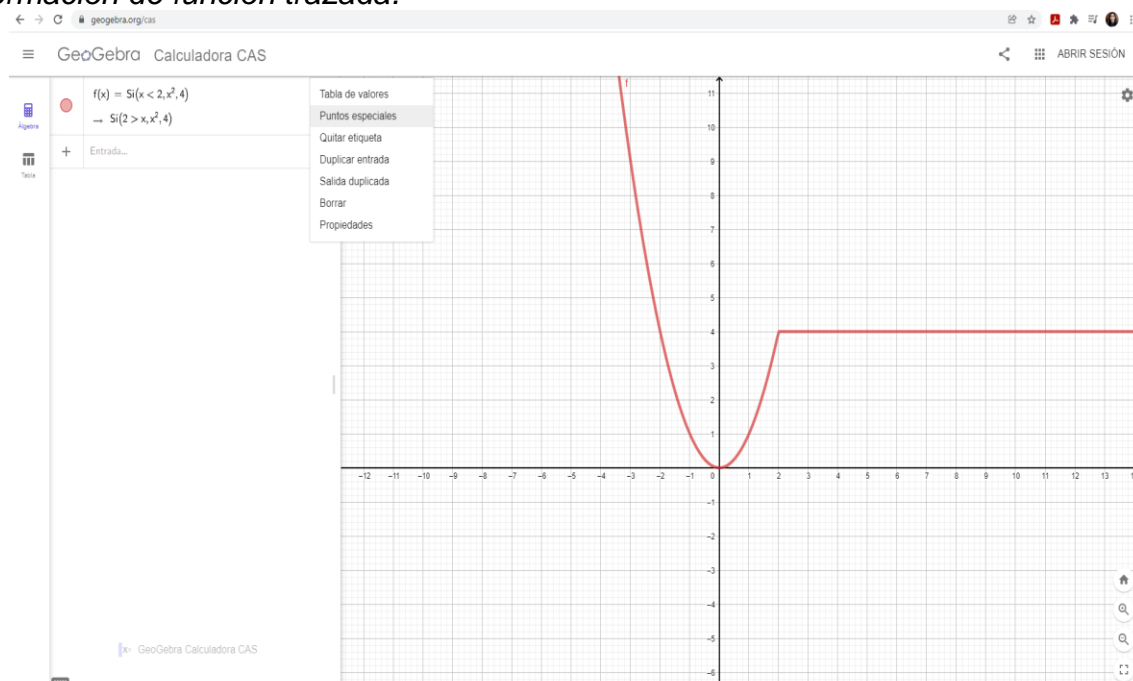 rmación de función trazada.
geogebra.org/cas
GeoGebra Calculadora CAS
ABRIR SESIÓN
f(x) = Si(x < 2, x², 4)
→ Si(2 > x, x², 4)
Álgebra
+ Entrada...
Tabla
Tabla de valores
Puntos especiales
Quitar etiqueta
Duplicar entrada
Salida duplicada
Borrar
Propiedades
f
11
10
9
8
7
6
5
4
3
2
1
-12 -11 -10 -9 -8 -7 -6 -5 -4 -3 -2 -1 0 1 2 3 4 5 6 7 8 9 10 11 12 13
-1
-2
-3
-4
-5
-6
GeoGebra Calculadora CAS